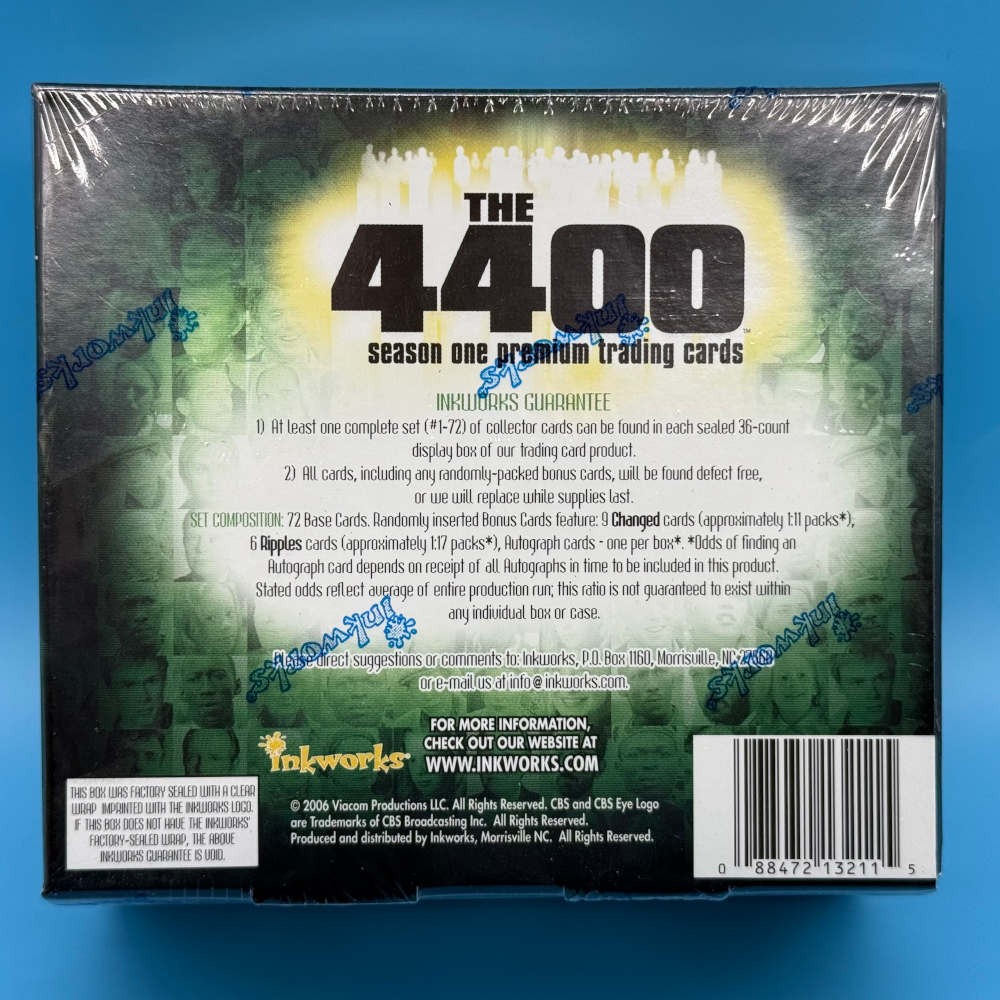 THE
4400
™
season one premium trading cards
INKWORKS GUARANTEE
1) At least one complete set (#1-72) of collector cards can be found in each sealed 36-count
display box of our trading card product.
2) All cards, including any randomly-packed bonus cards, will be found defect free,
or we will replace while supplies last.
SET COMPOSITION: 72 Base Cards. Randomly inserted Bonus Cards feature: 9 Changed cards (approximately 1:11 packs*),
6 Ripples cards (approximately 1:17 packs*), Autograph cards - one per box*. *Odds of finding an
Autograph card depends on receipt of all Autographs in time to be included in this product.
Stated odds reflect average of entire production run; this ratio is not guaranteed to exist within
any individual box or case.
Please direct suggestions or comments to: Inkworks, P.O. Box 1160, Morrisville, NC
or e-mail us at info@inkworks.com.
FOR MORE INFORMATION,
CHECK OUT OUR WEBSITE AT
WWW.INKWORKS.COM
inkworks
© 2006 Viacom Productions LLC. All Rights Reserved. CBS and CBS Eye Logo
are Trademarks of CBS Broadcasting Inc. All Rights Reserved.
Produced and distributed by Inkworks, Morrisville NC. All Rights Reserved.
THIS BOX WAS FACTORY SEALED WITH A CLEAR
WRAP IMPRINTED WITH THE INKWORKS LOGO.
IF THIS BOX DOES NOT HAVE THE INKWORKS'
FACTORY-SEALED WRAP, THE ABOVE
INKWORKS GUARANTEE IS VOID.
0 88472 13211 5
inkworks
inkworks
inkworks
inkworks